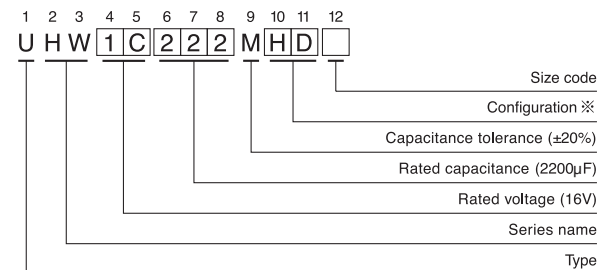 1 2 3 4 5 6 7 8 9 10 11 12
U H W 1 C 2 2 2 M H D
Size code
Configuration ※
Capacitance tolerance (±20%)
Rated capacitance (2200µF)
Rated voltage (16V)
Series name
Type